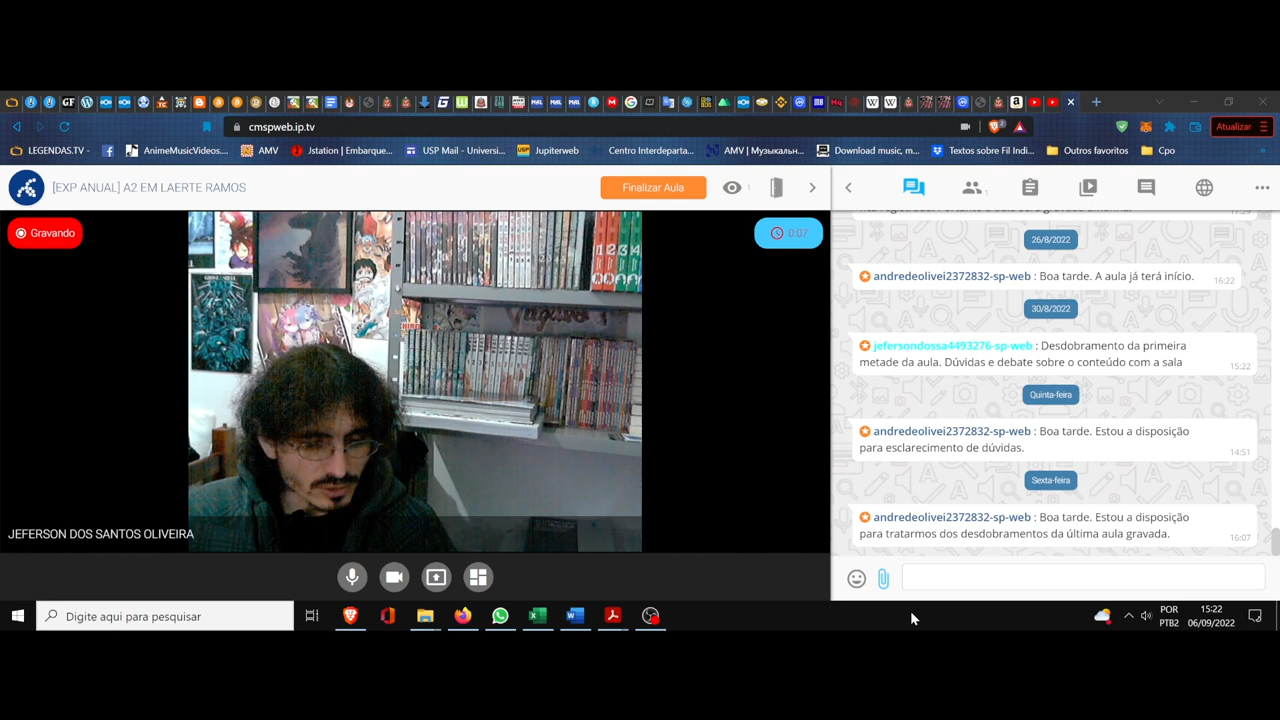 cmspweb.ip.tv
Atualizar
LEGENDAS.TV -
AnimeMusicVideos...
AMV
Jstation | Embarque...
USP Mail - Universi...
Jupiterweb
Centro Interdeparta...
AMV | Музыкальн...
Download music, m...
Textos sobre Fil Indi...
Outros favoritos
Cpo
[EXP ANUAL] A2 EM LAERTE RAMOS
Finalizar Aula
1
1
Gravando
0:07
JEFERSON DOS SANTOS OLIVEIRA
26/8/2022
andredeolivei2372832-sp-web : Boa tarde. A aula já terá início.
16:22
30/8/2022
jefersondossa4493276-sp-web : Desdobramento da primeira
metade da aula. Dúvidas e debate sobre o conteúdo com a sala
15:22
Quinta-feira
andredeolivei2372832-sp-web : Boa tarde. Estou a disposição
para esclarecimento de dúvidas.
14:51
Sexta-feira
andredeolivei2372832-sp-web : Boa tarde. Estou a disposição
para tratarmos dos desdobramentos da última aula gravada.
16:07
Digite aqui para pesquisar
POR
PTB2
15:22
06/09/2022